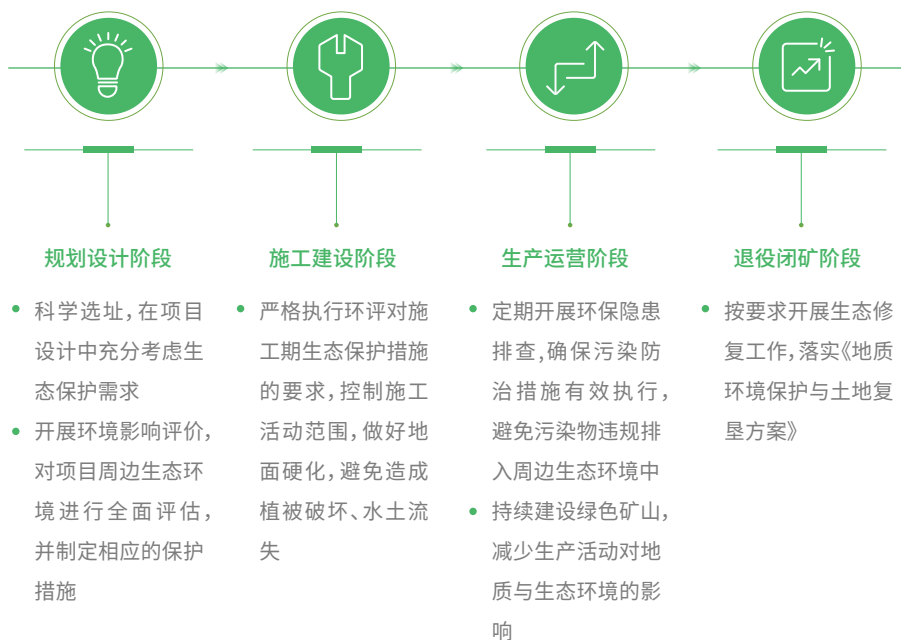 规划设计阶段
科学选址，在项目
设计中充分考虑生
态保护需求
开展环境影响评价，
对项目周边生态环
境进行全面评估，
并制定相应的保护
措施
施工建设阶段
严格执行环评对施
工期生态保护措施
的要求，控制施工
活动范围，做好地
面硬化，避免造成
植被破坏、水土流
失
生产运营阶段
定期开展环保隐患
排查,确保污染防
治措施有效执行，
避免污染物违规排
入周边生态环境中
持续建设绿色矿山，
减少生产活动对地
质与生态环境的影
响
退役闭矿阶段
按要求开展生态修
复工作，落实《地质
环境保护与土地复
垦方案》